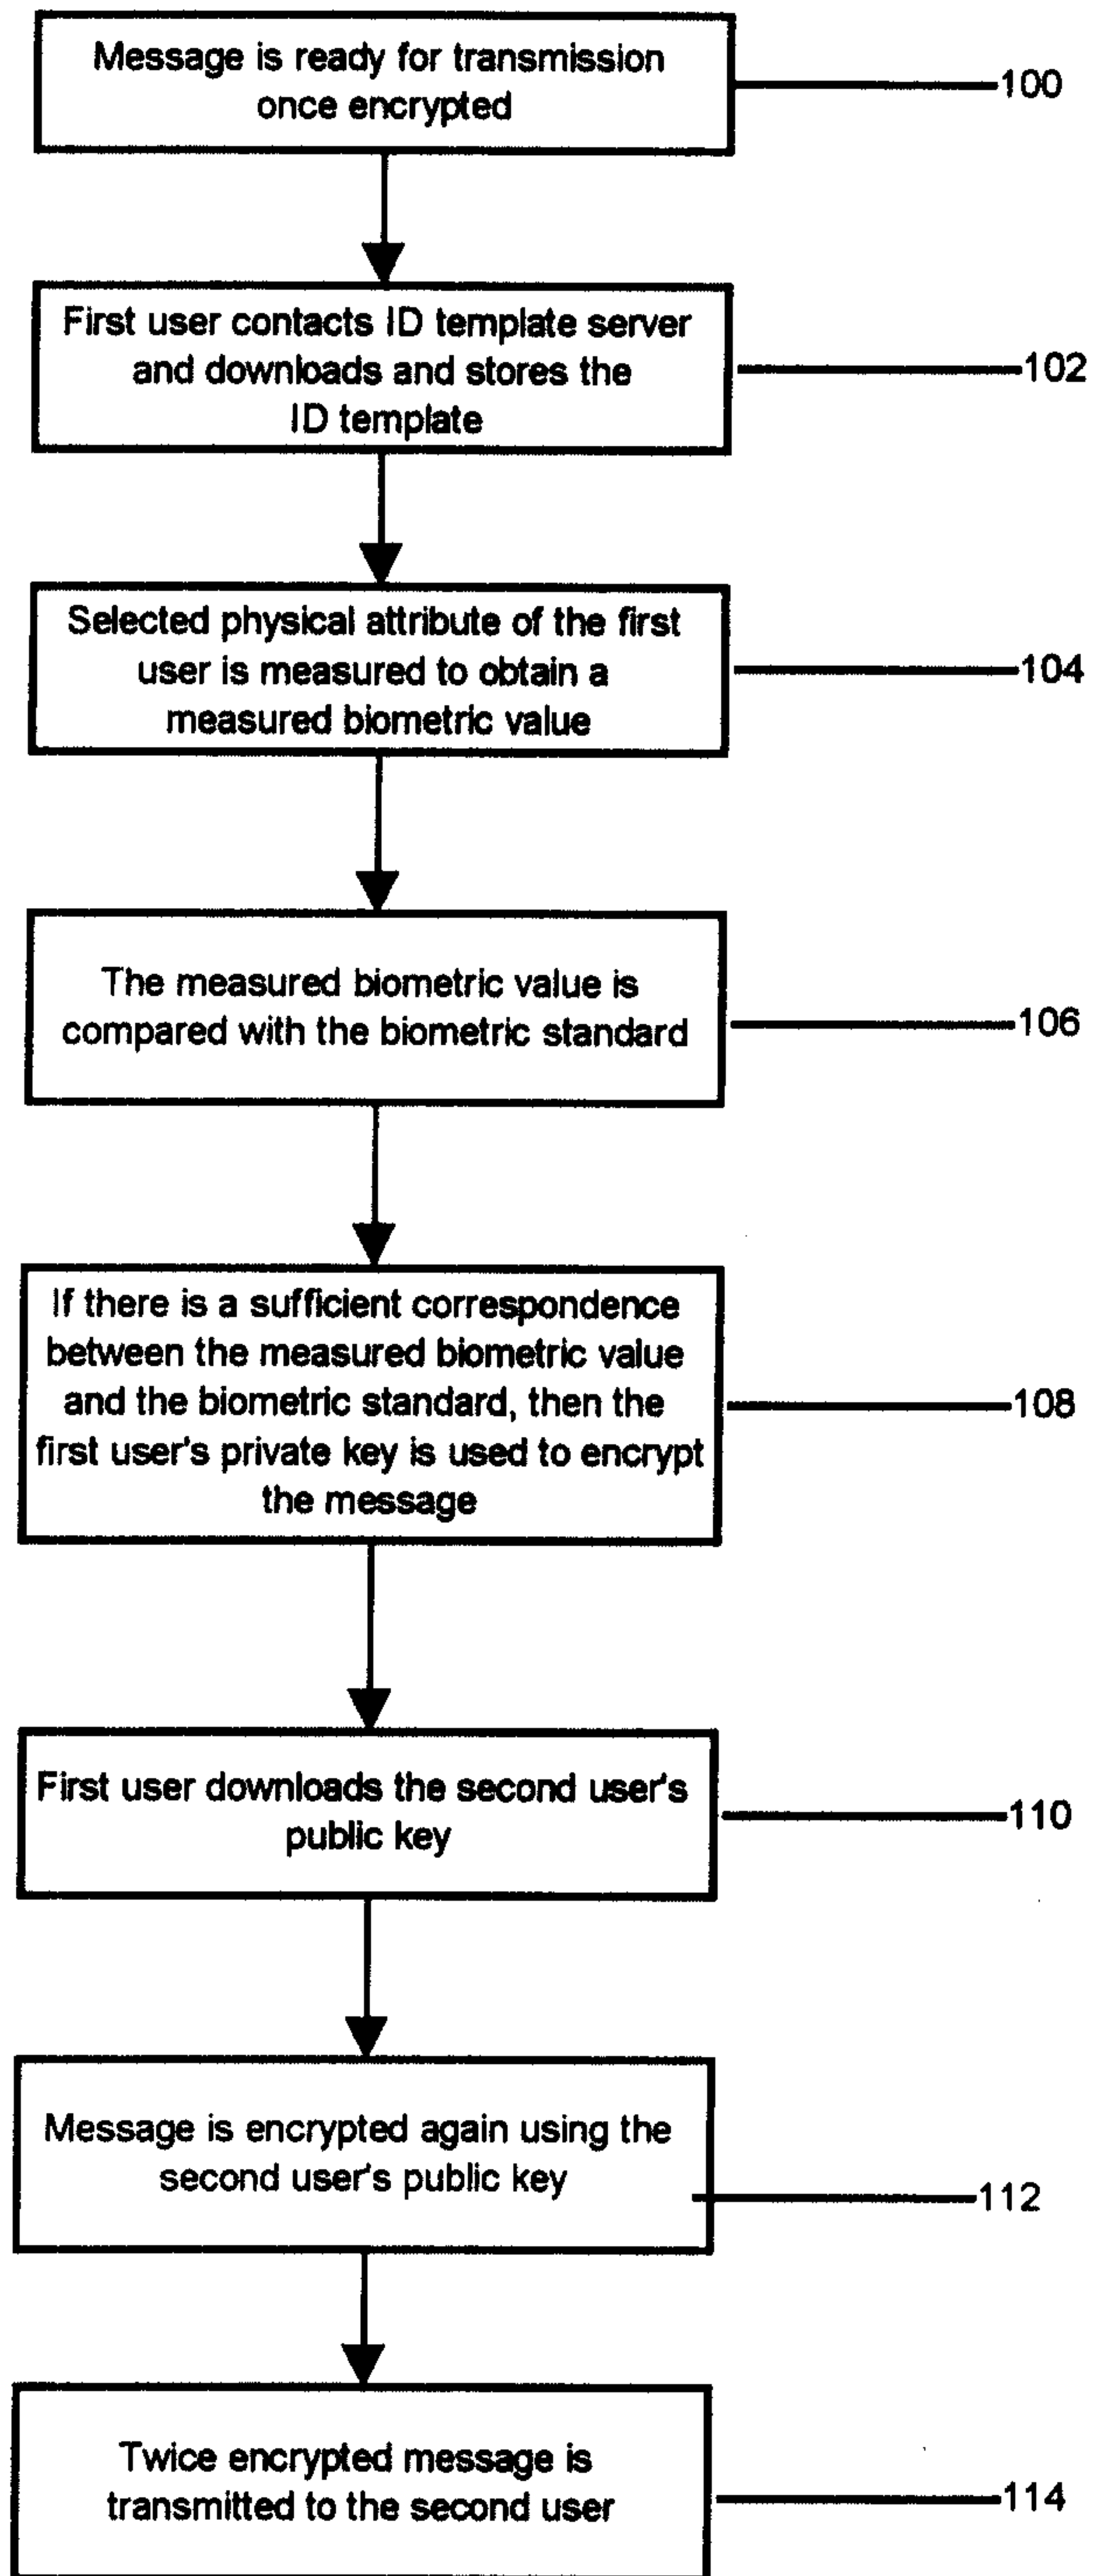 Message is ready for transmission
once encrypted
100
First user contacts ID template server
and downloads and stores the
ID template
102
Selected physical attribute of the first
user is measured to obtain a
measured biometric value
104
The measured biometric value is
compared with the biometric standard
106
If there is a sufficient correspondence
between the measured biometric value
and the biometric standard, then the
first user's private key is used to encrypt
the message
108
First user downloads the second user's
public key
110
Message is encrypted again using the
second user's public key
112
Twice encrypted message is
transmitted to the second user
114